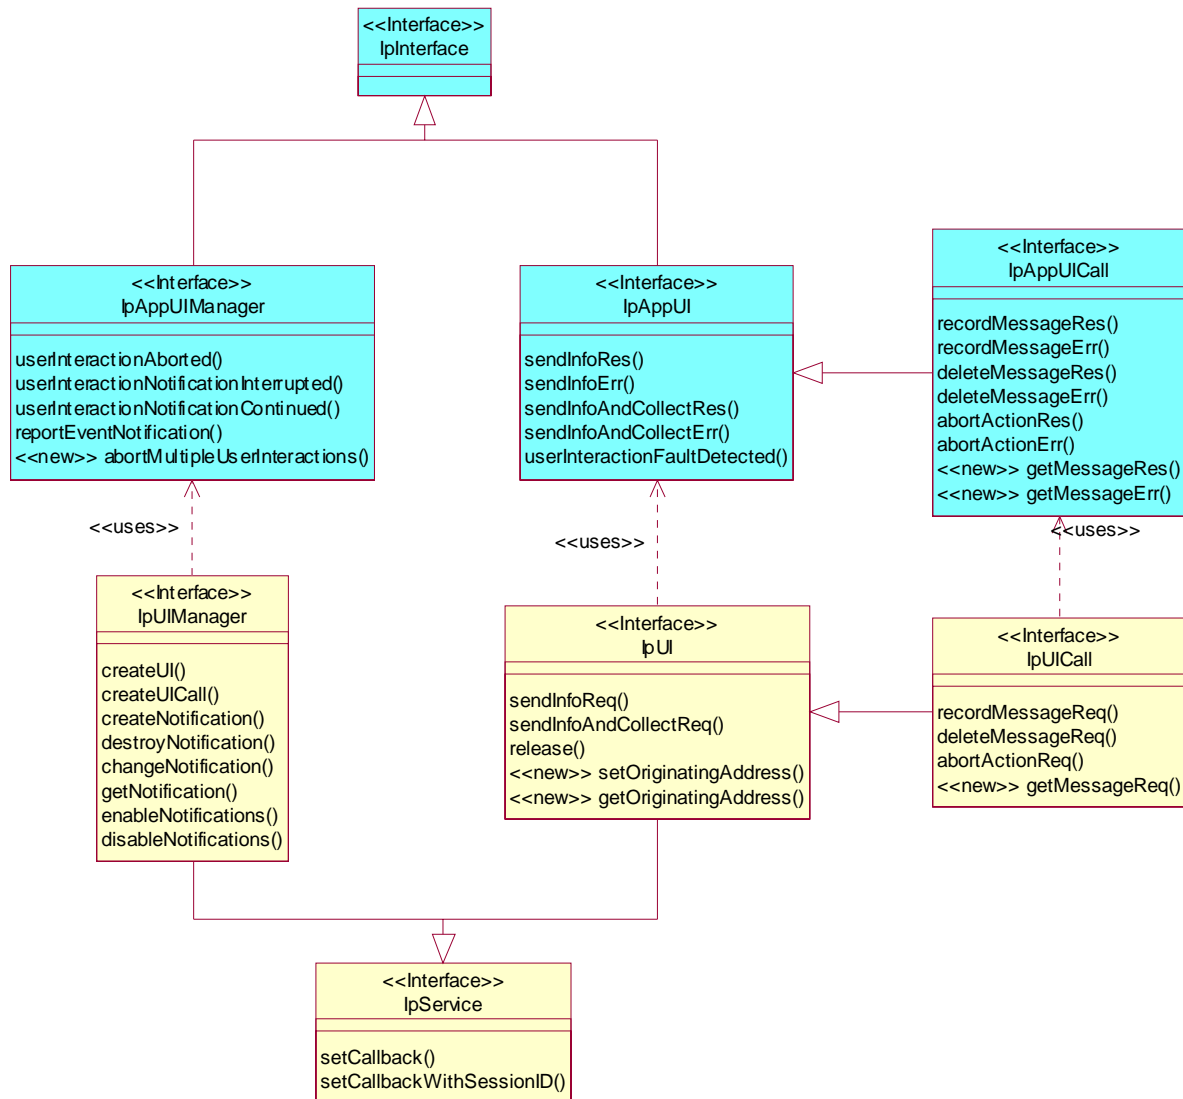 <<Interface>>
IpInterface
<<Interface>>
IpAppUIManager
userInteractionAborted()
userInteractionNotificationInterrupted()
userInteractionNotificationContinued()
reportEventNotification()
<<new>> abortMultipleUserInteractions()
<<Interface>>
IpAppUI
sendInfoRes()
sendInfoErr()
sendInfoAndCollectRes()
sendInfoAndCollectErr()
userInteractionFaultDetected()
<<Interface>>
IpAppUICall
recordMessageRes()
recordMessageErr()
deleteMessageRes()
deleteMessageErr()
abortActionRes()
abortActionErr()
<<new>> getMessageRes()
<<new>> getMessageErr()
<<uses>>
<<uses>>
<<uses>>
<<Interface>>
IpUIManager
createUI()
createUICall()
createNotification()
destroyNotification()
changeNotification()
getNotification()
enableNotifications()
disableNotifications()
<<Interface>>
IpUI
sendInfoReq()
sendInfoAndCollectReq()
release()
<<new>> setOriginatingAddress()
<<new>> getOriginatingAddress()
<<Interface>>
IpUICall
recordMessageReq()
deleteMessageReq()
abortActionReq()
<<new>> getMessageReq()
<<Interface>>
IpService
setCallback()
setCallbackWithSessionID()